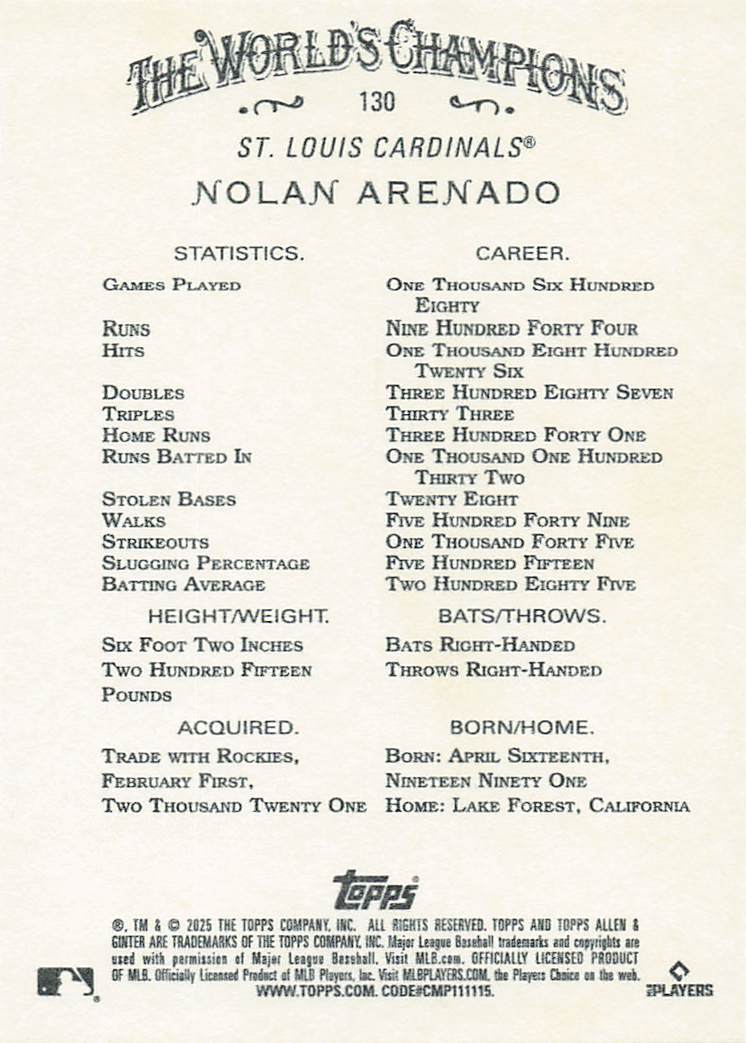 THE WORLD'S CHAMPIONS
130
ST. LOUIS CARDINALS®
NOLAN ARENADO
STATISTICS. CAREER.
GAMES PLAYED ONE THOUSAND SIX HUNDRED
EIGHTY
RUNS NINE HUNDRED FORTY FOUR
HITS ONE THOUSAND EIGHT HUNDRED
TWENTY SIX
DOUBLES THREE HUNDRED EIGHTY SEVEN
TRIPLES THIRTY THREE
HOME RUNS THREE HUNDRED FORTY ONE
RUNS BATTED IN ONE THOUSAND ONE HUNDRED
THIRTY TWO
STOLEN BASES TWENTY EIGHT
WALKS FIVE HUNDRED FORTY NINE
STRIKEOUTS ONE THOUSAND FORTY FIVE
SLUGGING PERCENTAGE FIVE HUNDRED FIFTEEN
BATTING AVERAGE TWO HUNDRED EIGHTY FIVE
HEIGHT/WEIGHT. BATS/THROWS.
SIX FOOT TWO INCHES BATS RIGHT-HANDED
TWO HUNDRED FIFTEEN THROWS RIGHT-HANDED
POUNDS
ACQUIRED. BORN/HOME.
TRADE WITH ROCKIES, BORN: APRIL SIXTEENTH,
FEBRUARY FIRST, NINETEEN NINETY ONE
TWO THOUSAND TWENTY ONE HOME: LAKE FOREST, CALIFORNIA
Topps
®, TM & © 2025 THE TOPPS COMPANY, INC. ALL RIGHTS RESERVED. TOPPS AND TOPPS ALLEN &
GINTER ARE TRADEMARKS OF THE TOPPS COMPANY, INC. Major League Baseball trademarks and copyrights are
used with permission of Major League Baseball. Visit MLB.com. OFFICIALLY LICENSED PRODUCT
OF MLB. Officially Licensed Product of MLB Players, Inc. Visit MLBPLAYERS.COM, the Players Choice on the web.
WWW.TOPPS.COM. CODE#CMP111115.
MLB PLAYERS